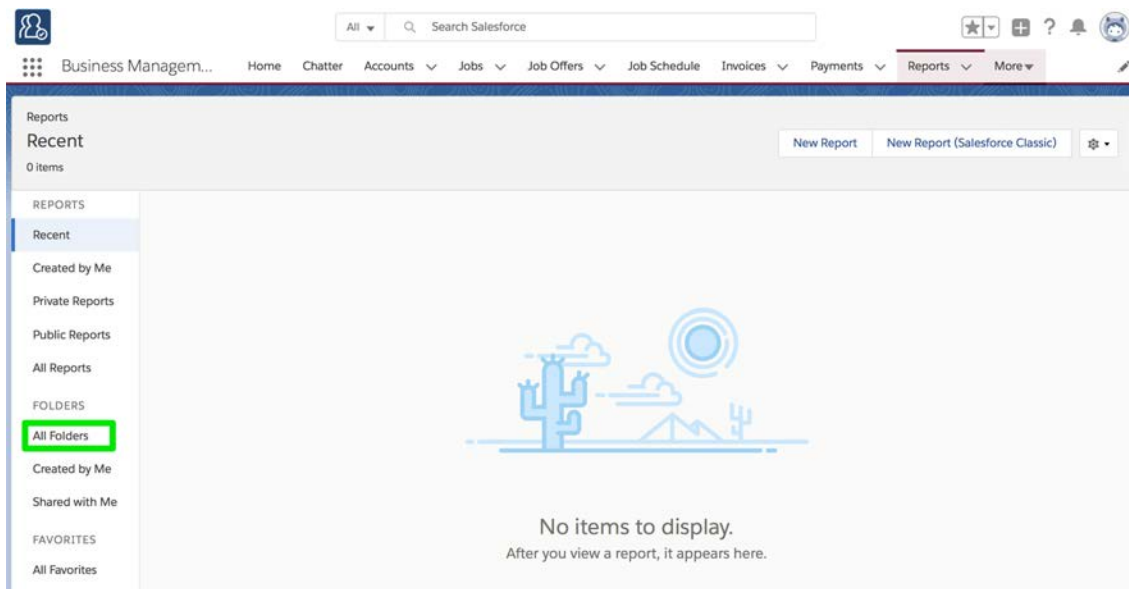 All Search Salesforce
Business Managem... Home Chatter Accounts Jobs Job Offers Job Schedule Invoices Payments Reports More
Reports
Recent
0 items
New Report New Report (Salesforce Classic)
REPORTS
Recent
Created by Me
Private Reports
Public Reports
All Reports
FOLDERS
All Folders
Created by Me
Shared with Me
FAVORITES
All Favorites
No items to display.
After you view a report, it appears here.